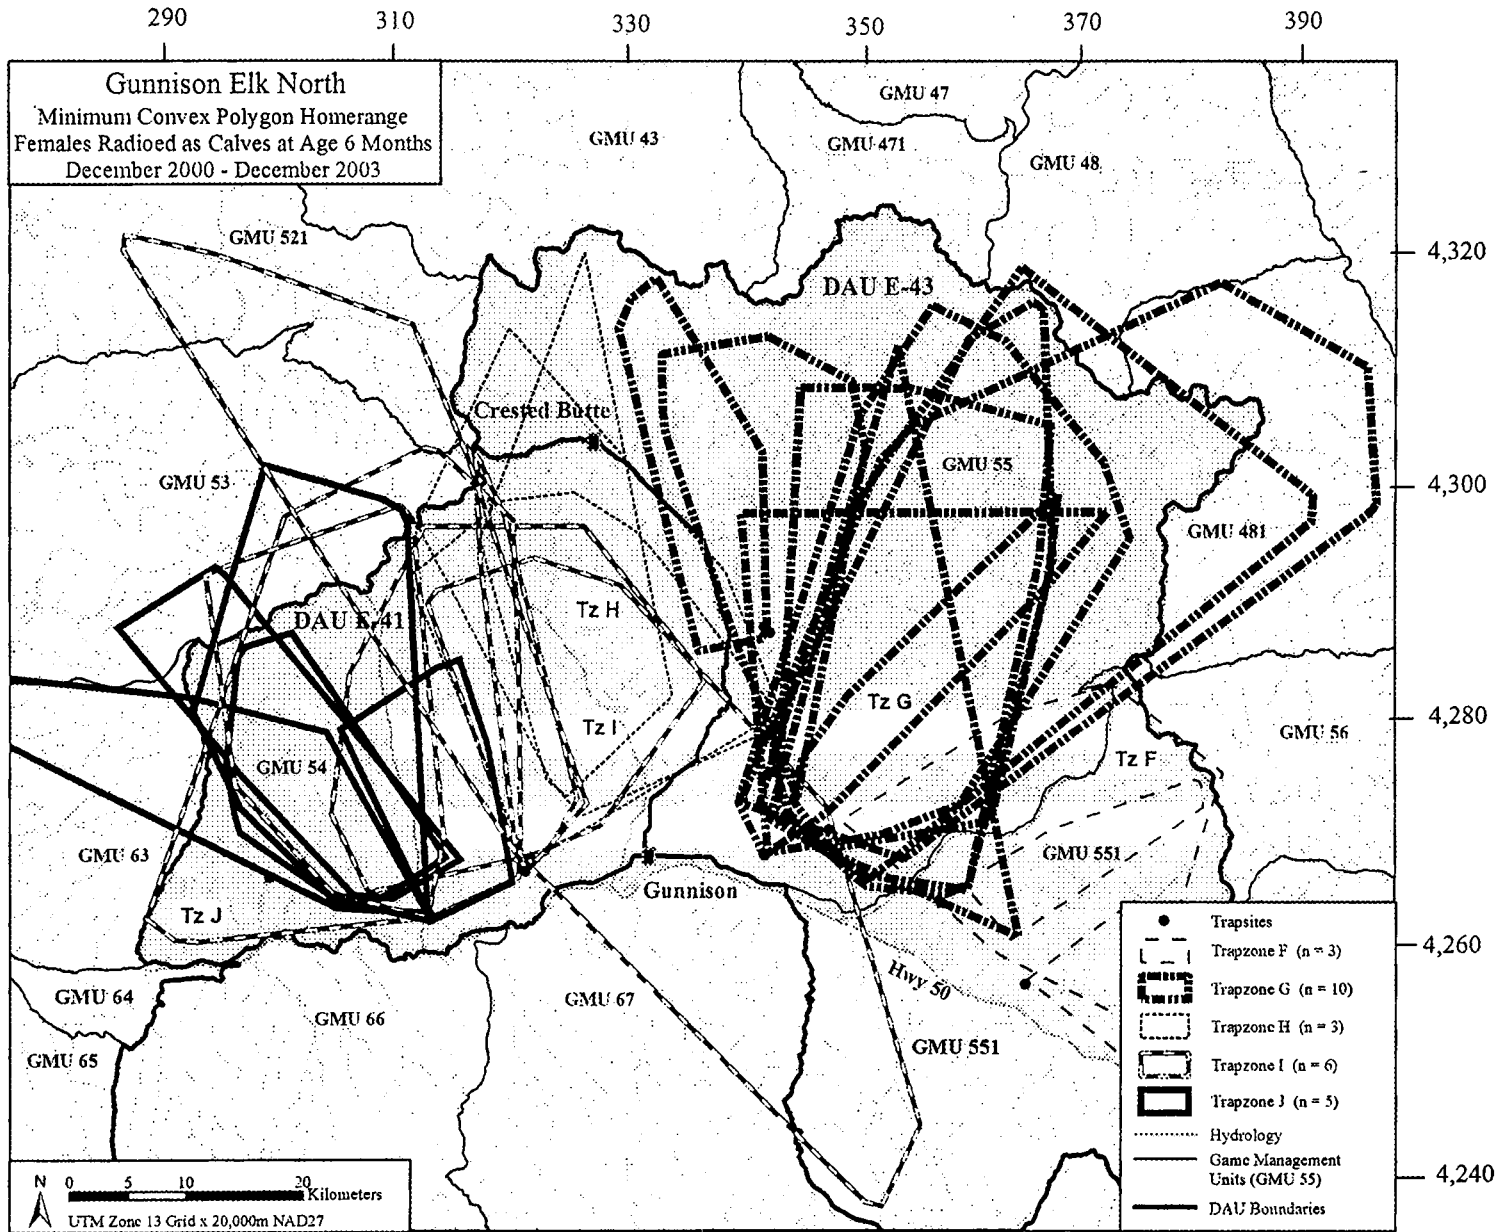 290 310 330 350 370 390
Gunnison Elk North
Minimum Convex Polygon Homerange
Females Radioed as Calves at Age 6 Months
December 2000 - December 2003
GMU 47
GMU 43
GMU 471
GMU 48
GMU 521
4,320
DAU E-43
Crested Butte
GMU 53
GMU 55
4,300
GMU 481
Tz H
DAU E-41
Tz G
Tz I
4,280
GMU 56
Tz F
GMU 54
GMU 63
GMU 551
Gunnison
Tz J
4,260
Hwy 50
GMU 64
GMU 67
GMU 66
GMU 551
GMU 65
Trapsites
Trapzone F (n = 3)
Trapzone G (n = 10)
Trapzone H (n = 3)
Trapzone I (n = 6)
Trapzone J (n = 5)
Hydrology
Game Management
Units (GMU 55)
DAU Boundaries
4,240
N
0 5 10 20
Kilometers
UTM Zone 13 Grid x 20,000m NAD27